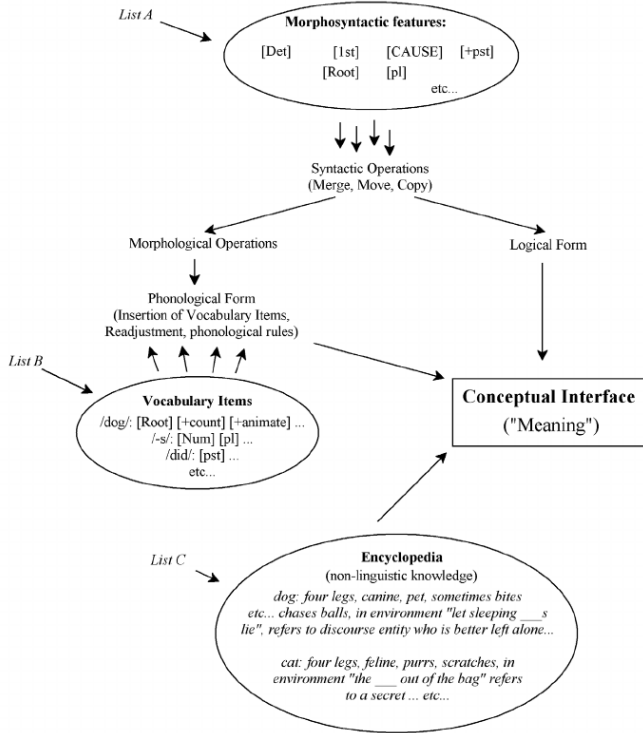 List A
Morphosyntactic features:
[Det] [1st] [CAUSE] [+pst]
[Root] [pl]
etc...
Syntactic Operations
(Merge, Move, Copy)
Morphological Operations
Logical Form
Phonological Form
(Insertion of Vocabulary Items,
Readjustment, phonological rules)
List B
Vocabulary Items
/dog/: [Root] [+count] [+animate] ...
/-s/: [Num] [pl] ...
/did/: [pst] ...
etc...
Conceptual Interface
("Meaning")
List C
Encyclopedia
(non-linguistic knowledge)
dog: four legs, canine, pet, sometimes bites
etc... chases balls, in environment "let sleeping ___s
lie", refers to discourse entity who is better left alone...
cat: four legs, feline, purrs, scratches, in
environment "the ___ out of the bag" refers
to a secret ... etc...